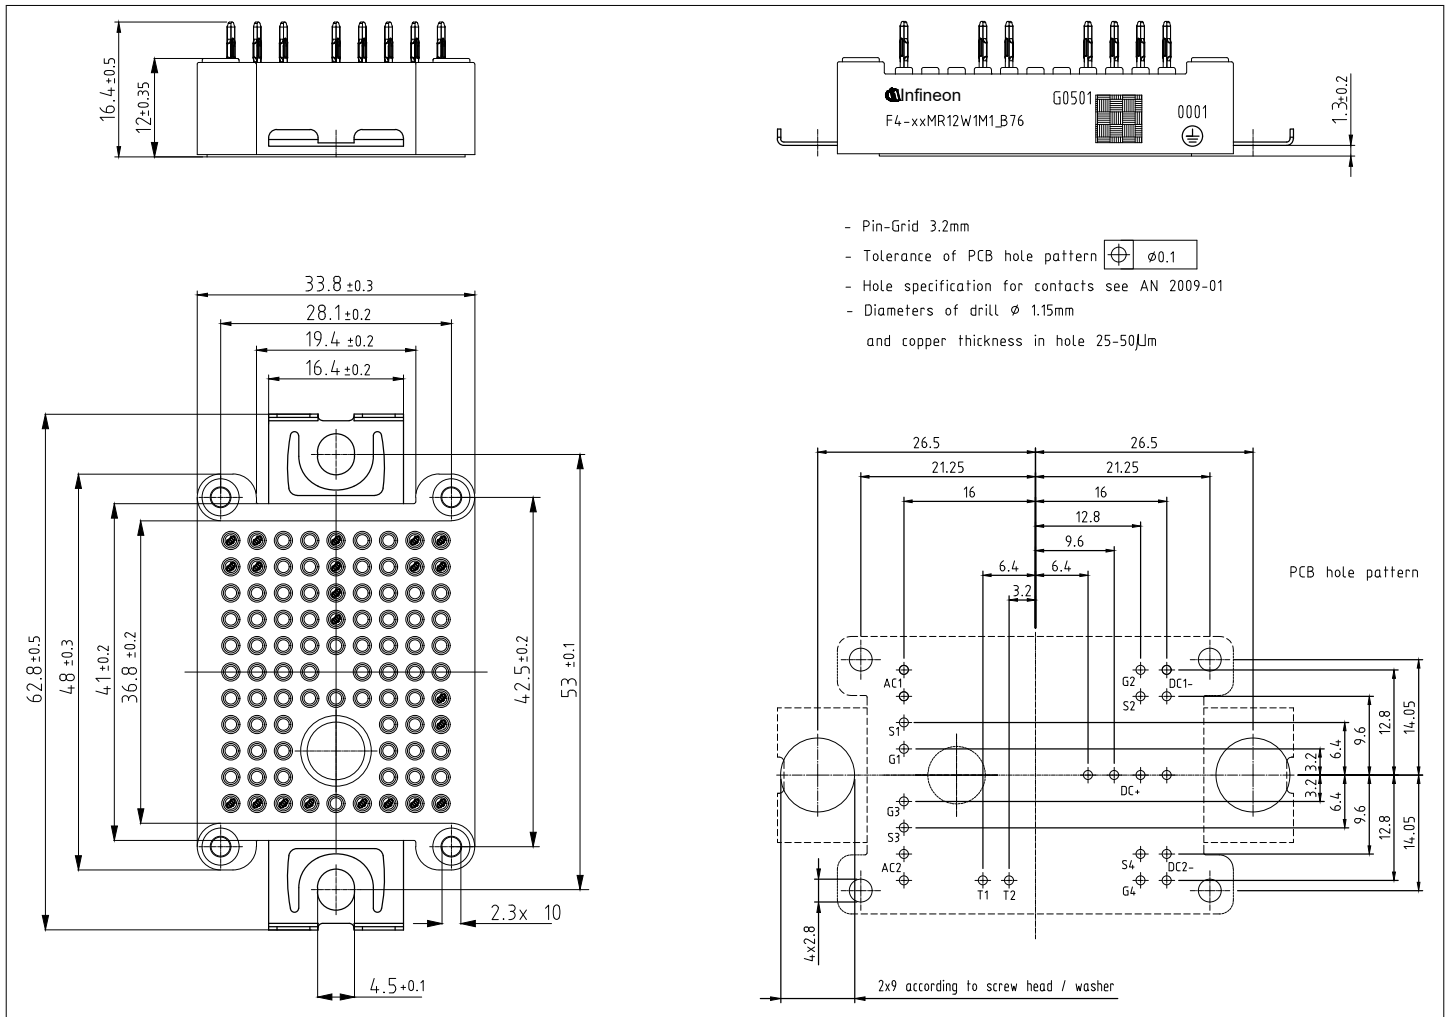 16.4±0.5
12±0.35
Infineon
F4-xxMR12W1M1_B76
G0501
0001
1.3±0.2
- Pin-Grid 3.2mm
- Tolerance of PCB hole pattern ⌀0.1
- Hole specification for contacts see AN 2009-01
- Diameters of drill ⌀ 1.15mm
and copper thickness in hole 25-50µm
33.8±0.3
28.1±0.2
19.4±0.2
16.4±0.2
62.8±0.5
48±0.3
41±0.2
36.8±0.2
42.5±0.2
53±0.1
2.3x 10
4.5±0.1
26.5 26.5
21.25 21.25
16 16
12.8
9.6
6.4 6.4
3.2
PCB hole pattern
AC1 G2 DC1-
S2
S1
G1
DC+
G3
S3
AC2 S4 DC2-
T1 T2 G4
3.2 6.4 9.6 12.8 14.05
3.2 6.4 9.6 12.8 14.05
4x2.8
2x9 according to screw head / washer